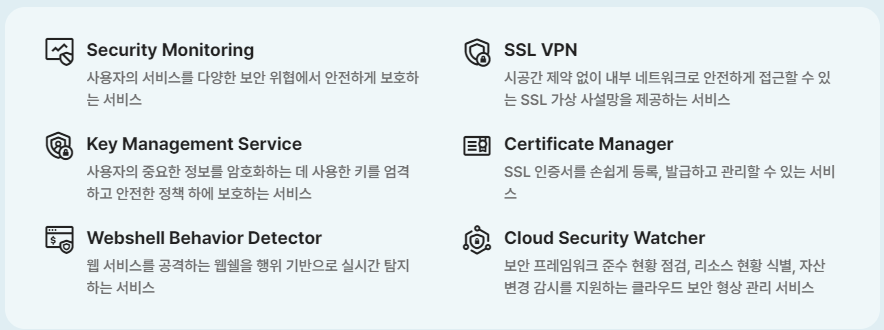 Security Monitoring
사용자의 서비스를 다양한 보안 위협에서 안전하게 보호하
는 서비스
SSL VPN
시공간 제약 없이 내부 네트워크로 안전하게 접근할 수 있
는 SSL 가상 사설망을 제공하는 서비스
Key Management Service
사용자의 중요한 정보를 암호화하는 데 사용한 키를 엄격
하고 안전한 정책 하에 보호하는 서비스
Certificate Manager
SSL 인증서를 손쉽게 등록, 발급하고 관리할 수 있는 서비
스
Webshell Behavior Detector
웹 서비스를 공격하는 웹쉘을 행위 기반으로 실시간 탐지
하는 서비스
Cloud Security Watcher
보안 프레임워크 준수 현황 점검, 리소스 현황 식별, 자산
변경 감시를 지원하는 클라우드 보안 형상 관리 서비스